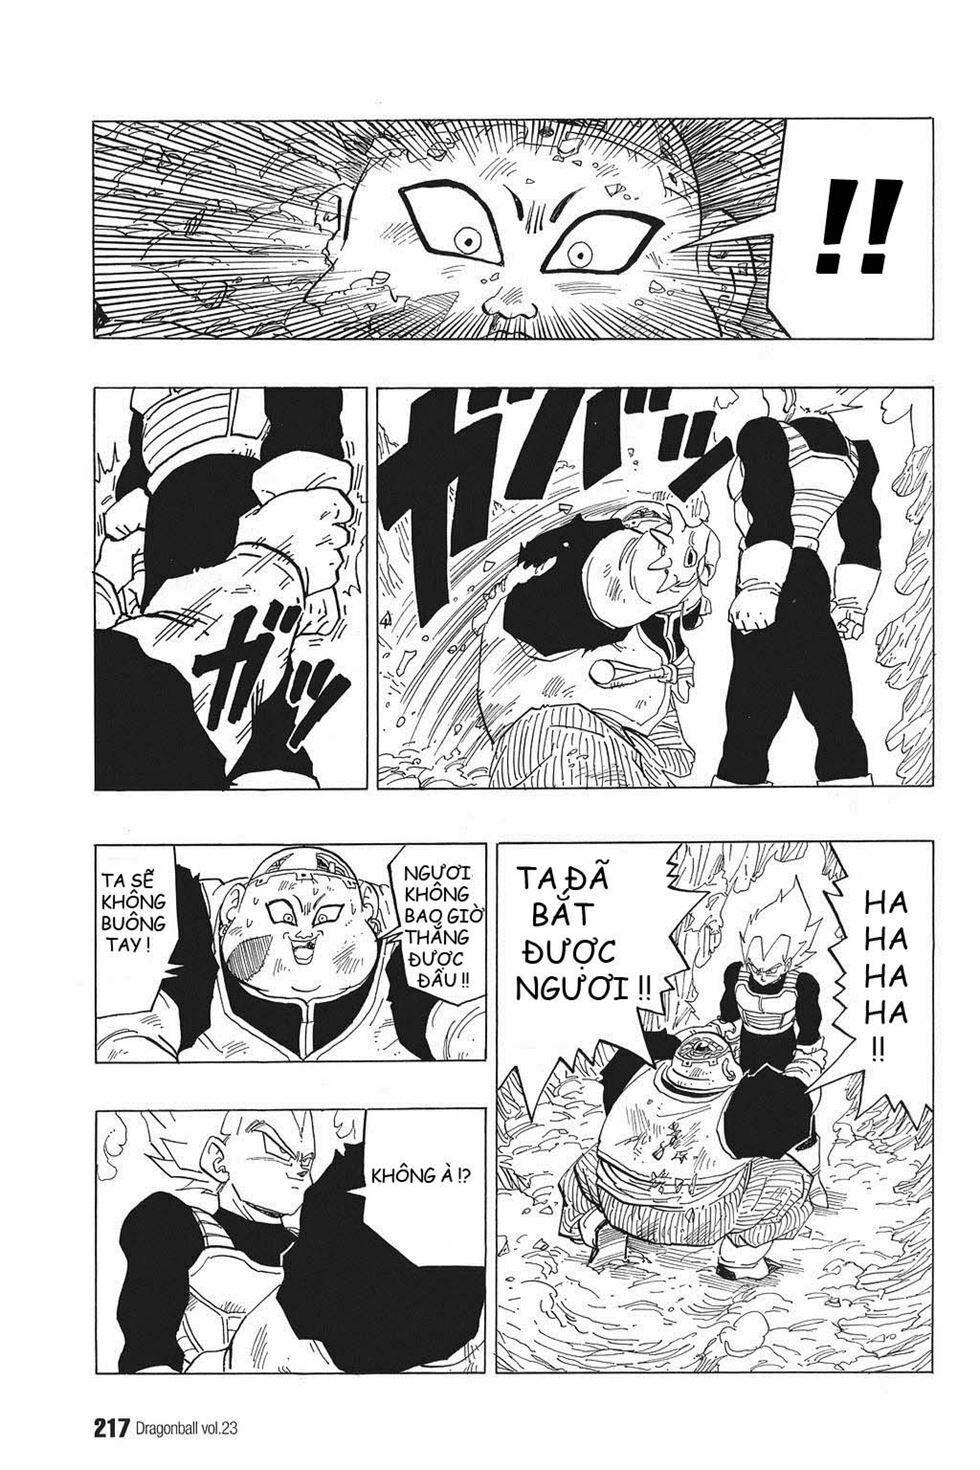 !!
ガバッ
ガッ
HA
HA
HA
HA
!!
TA ĐÃ
BẮT
ĐƯỢC
NGƯƠI !!
NGƯƠI
KHÔNG
BAO GIỜ
THẮNG
ĐƯỢC
ĐÂU !!
TA SẼ
KHÔNG
BUÔNG
TAY !
KHÔNG À !?
217 Dragonball vol.23